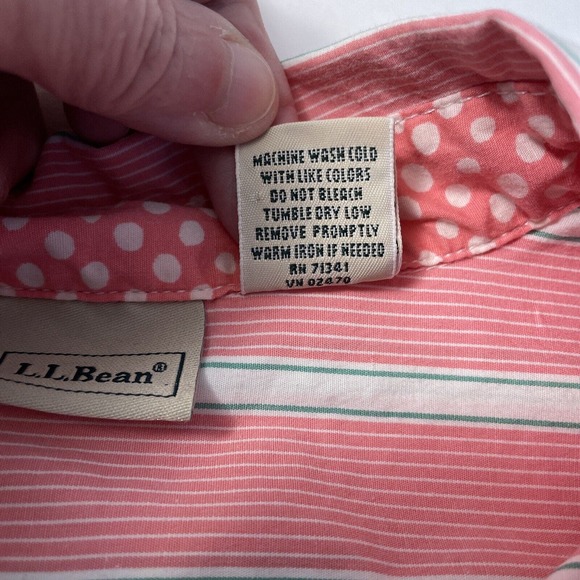 MACHINE WASH COLD
WITH LIKE COLORS
DO NOT BLEACH
TUMBLE DRY LOW
REMOVE PROMPTLY
WARM IRON IF NEEDED
RN 71341
VN 02470
L.L.Bean®